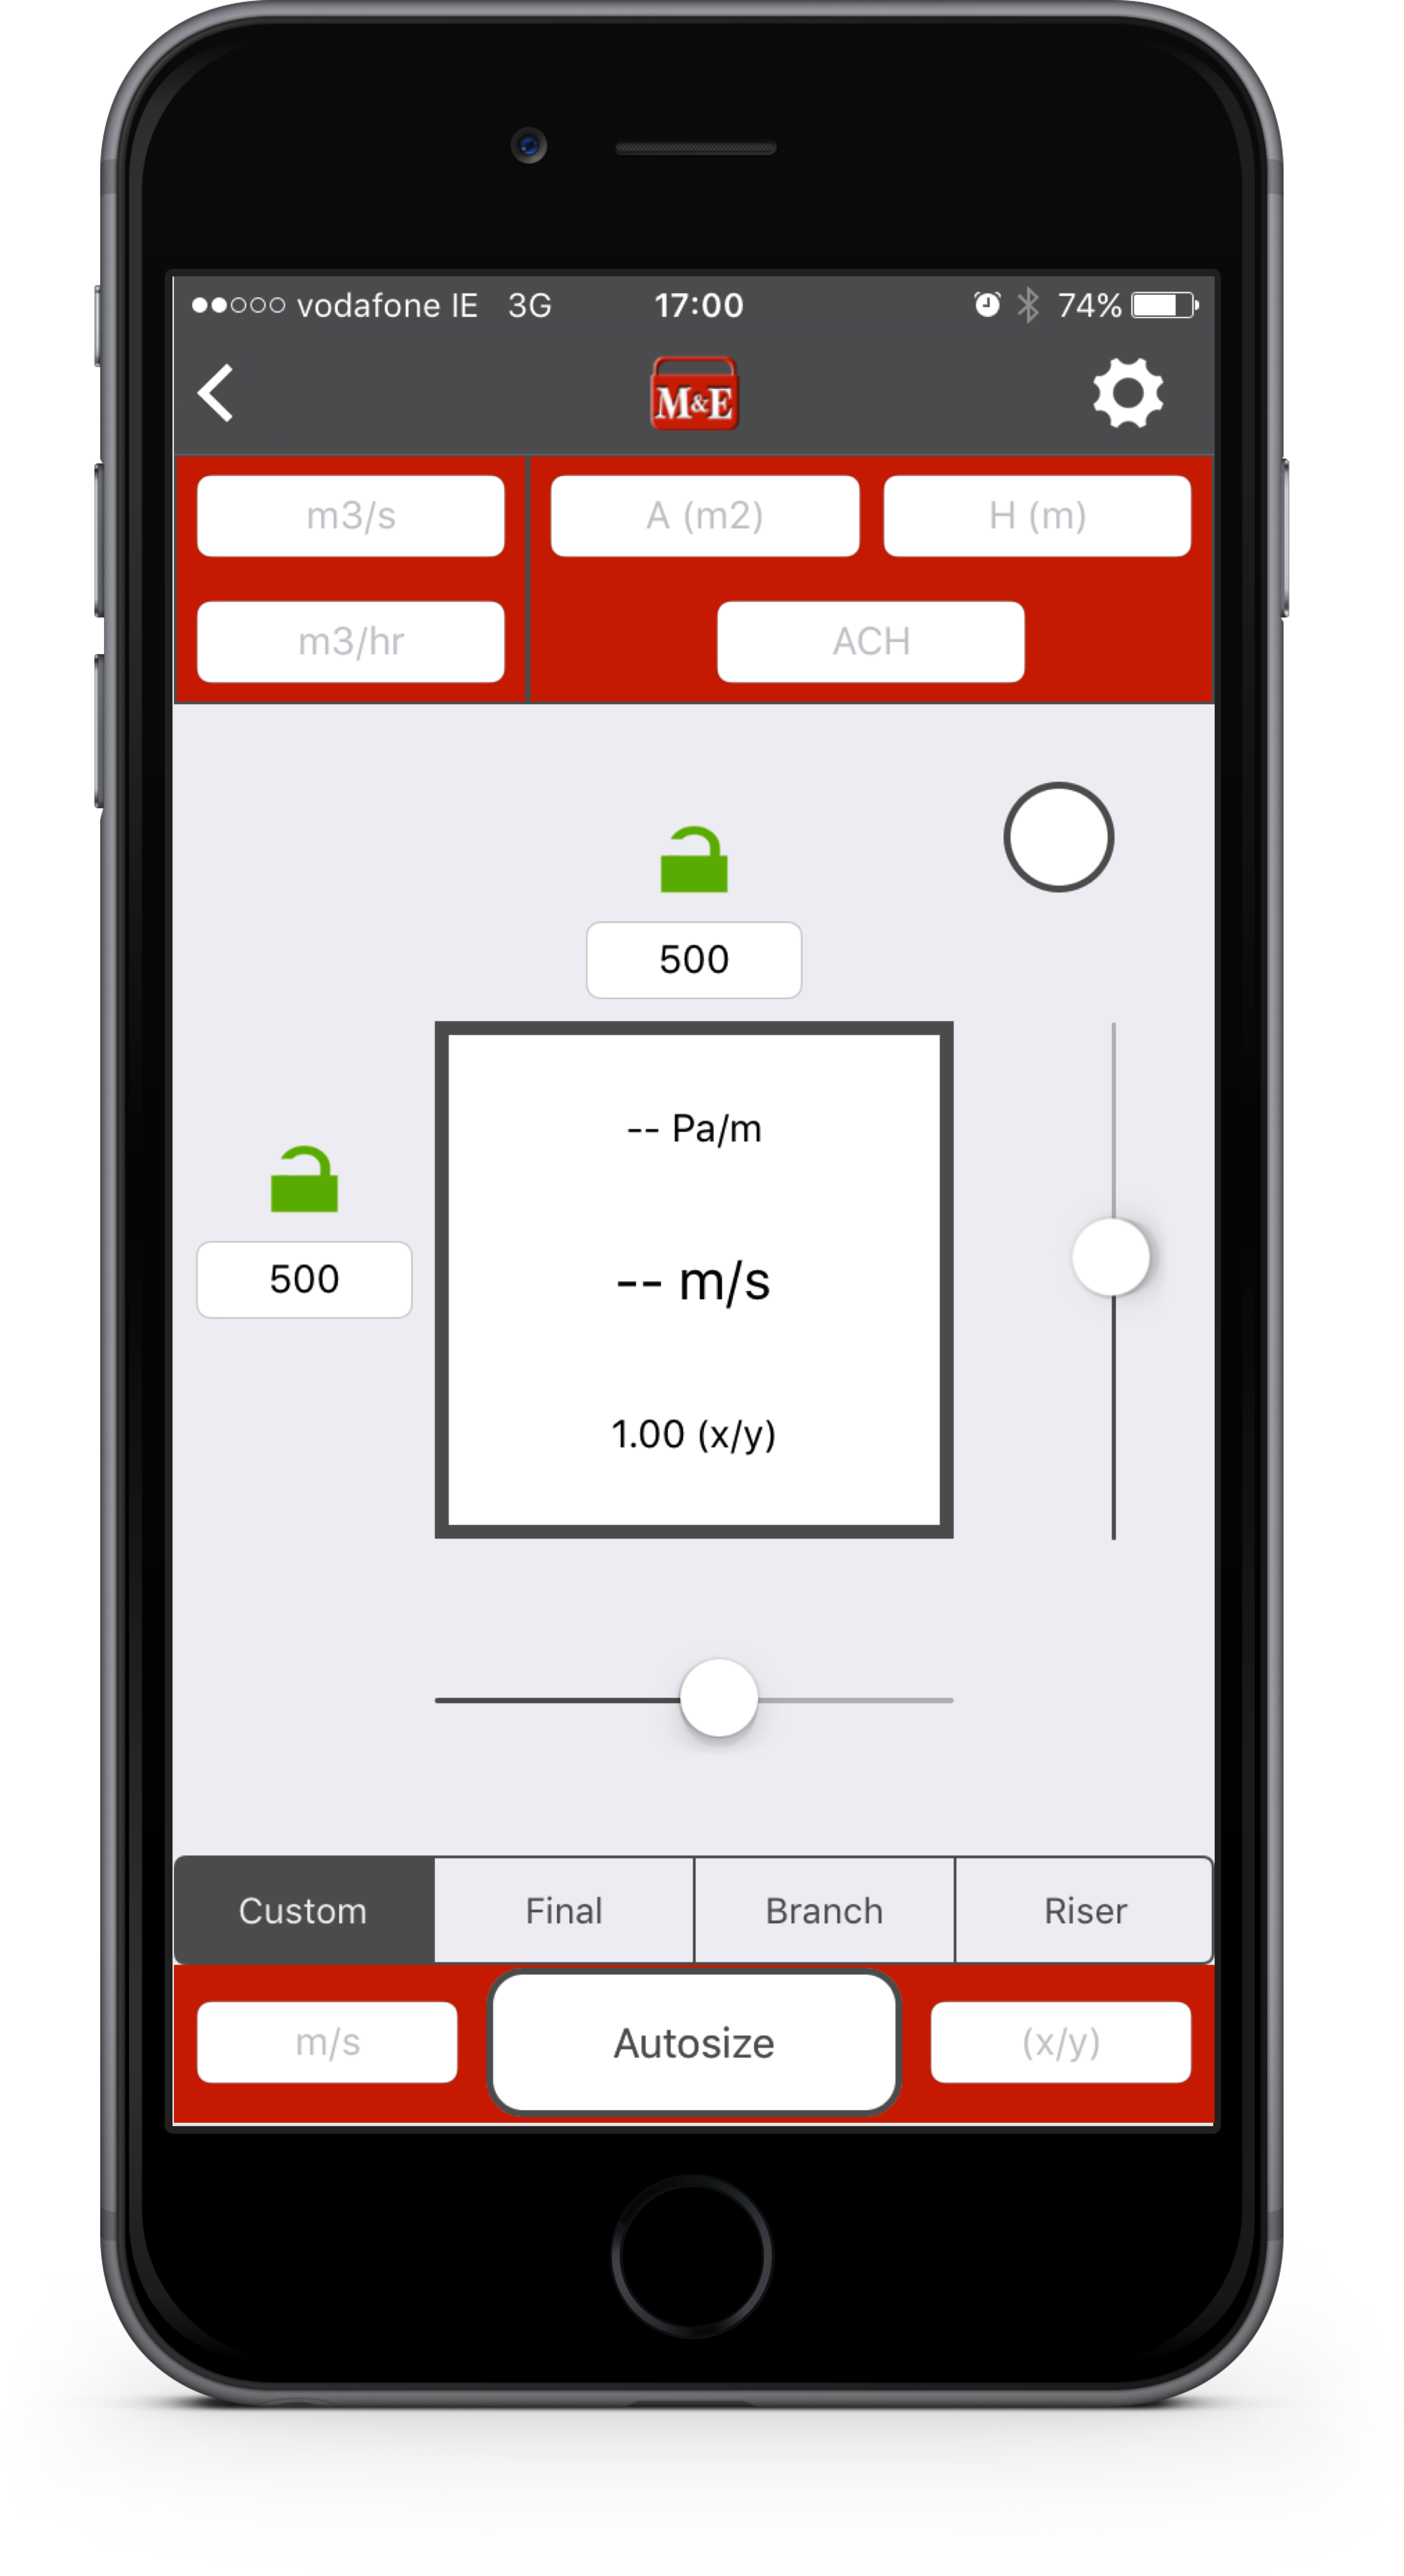 vodafone IE 3G 17:00 74%
M&E
m3/s A (m2) H (m)
m3/hr ACH
500
-- Pa/m
500 -- m/s
1.00 (x/y)
Custom Final Branch Riser
m/s Autosize (x/y)